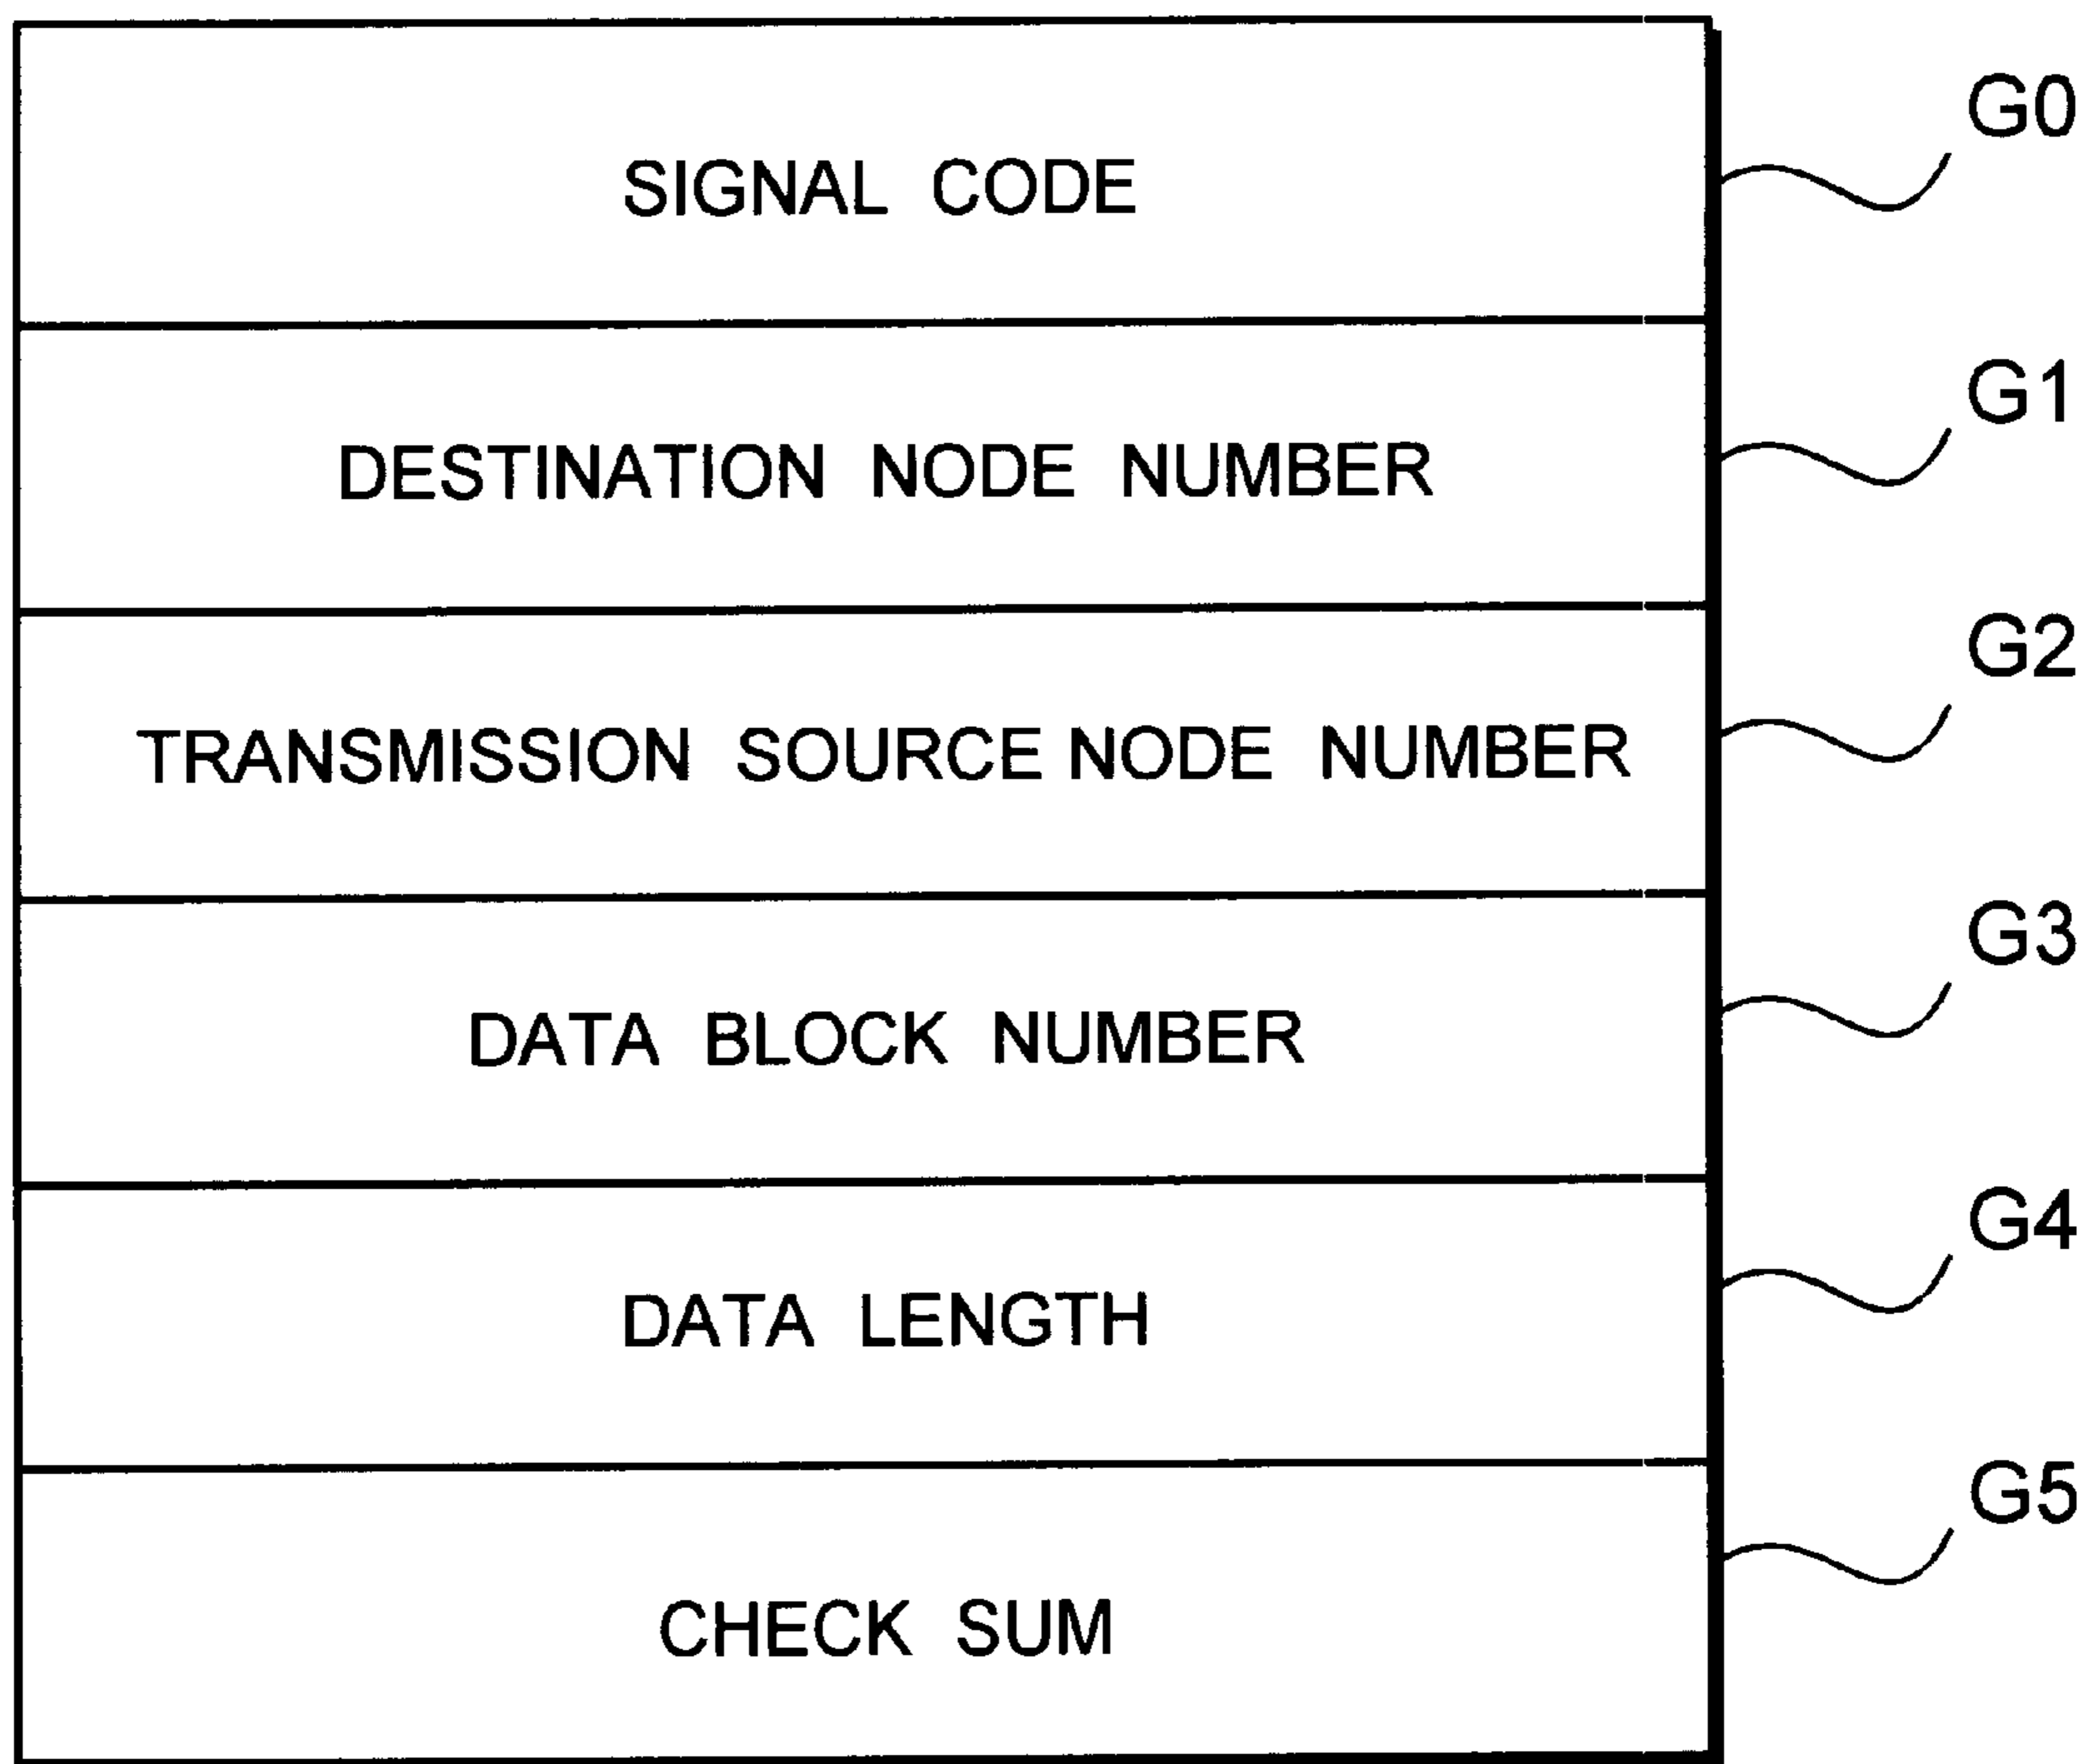 G0
SIGNAL CODE
G1
DESTINATION NODE NUMBER
G2
TRANSMISSION SOURCE NODE NUMBER
G3
DATA BLOCK NUMBER
G4
DATA LENGTH
G5
CHECK SUM